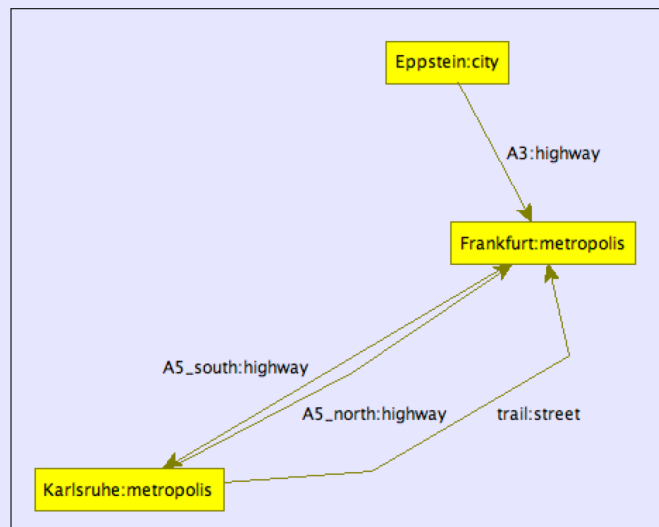 Eppstein:city
A3:highway
Frankfurt:metropolis
A5_south:highway
A5_north:highway
trail:street
Karlsruhe:metropolis